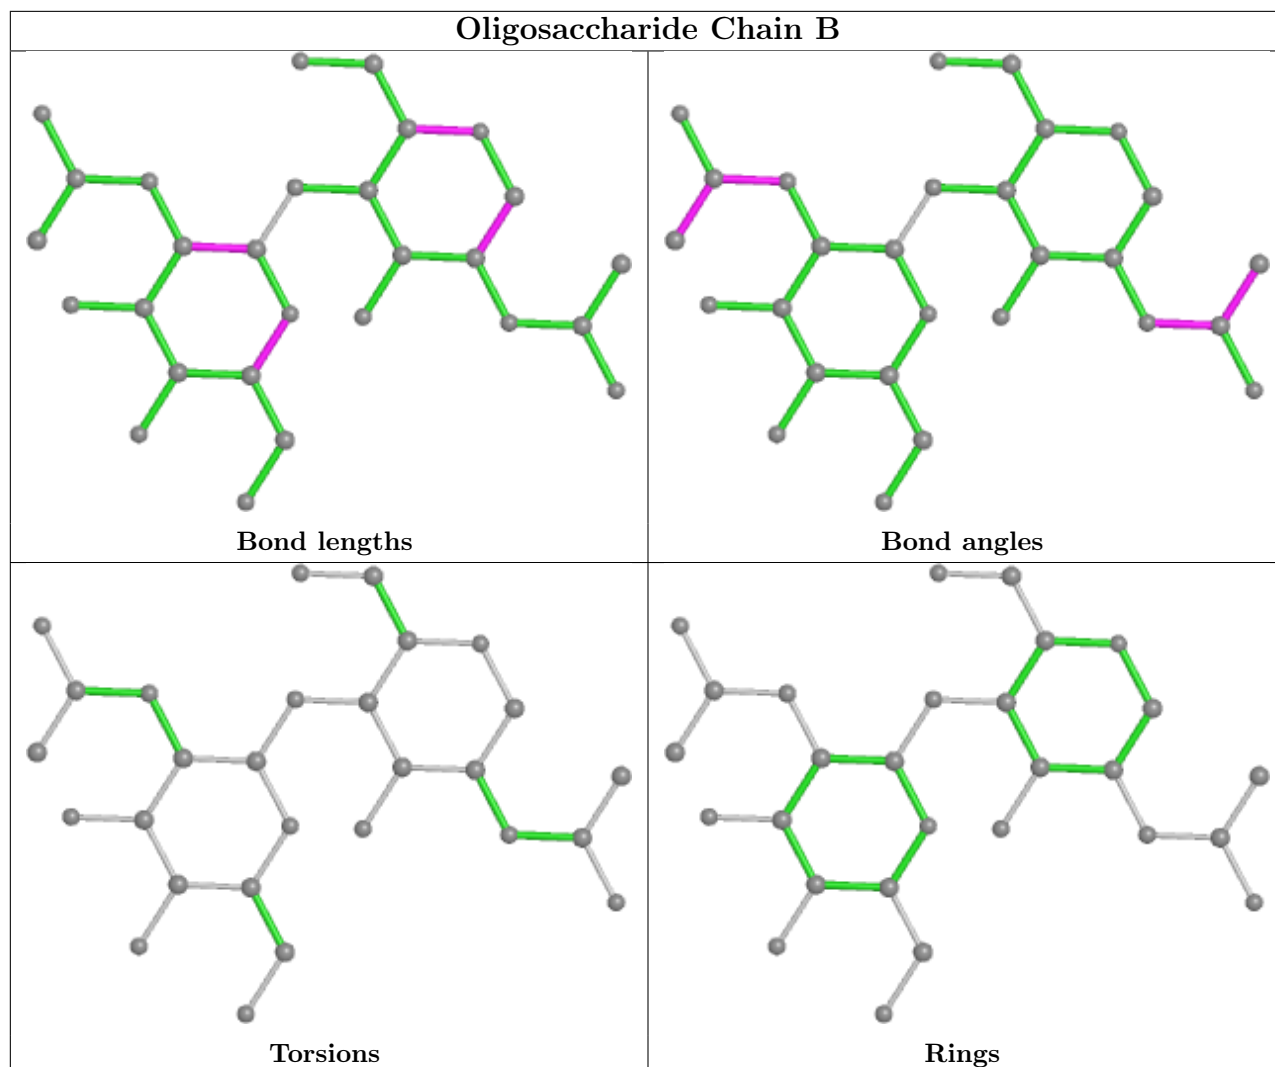 Oligosaccharide Chain B
Bond lengths
Bond angles
Torsions
Rings